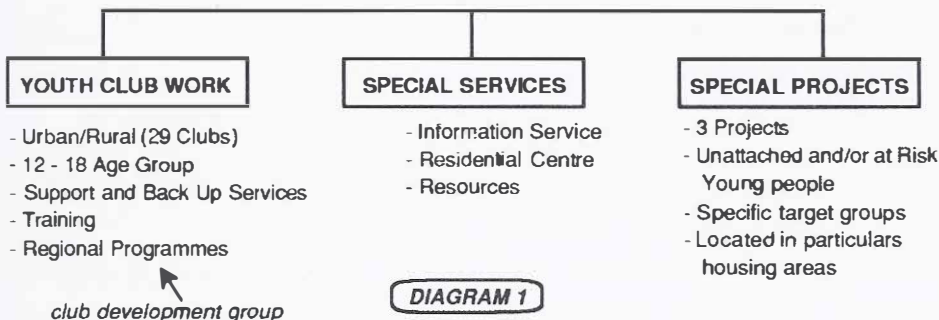 YOUTH CLUB WORK
- Urban/Rural (29 Clubs)
- 12 - 18 Age Group
- Support and Back Up Services
- Training
- Regional Programmes
club development group
SPECIAL SERVICES
- Information Service
- Residential Centre
- Resources
SPECIAL PROJECTS
- 3 Projects
- Unattached and/or at Risk
Young people
- Specific target groups
- Located in particulars
housing areas
DIAGRAM 1